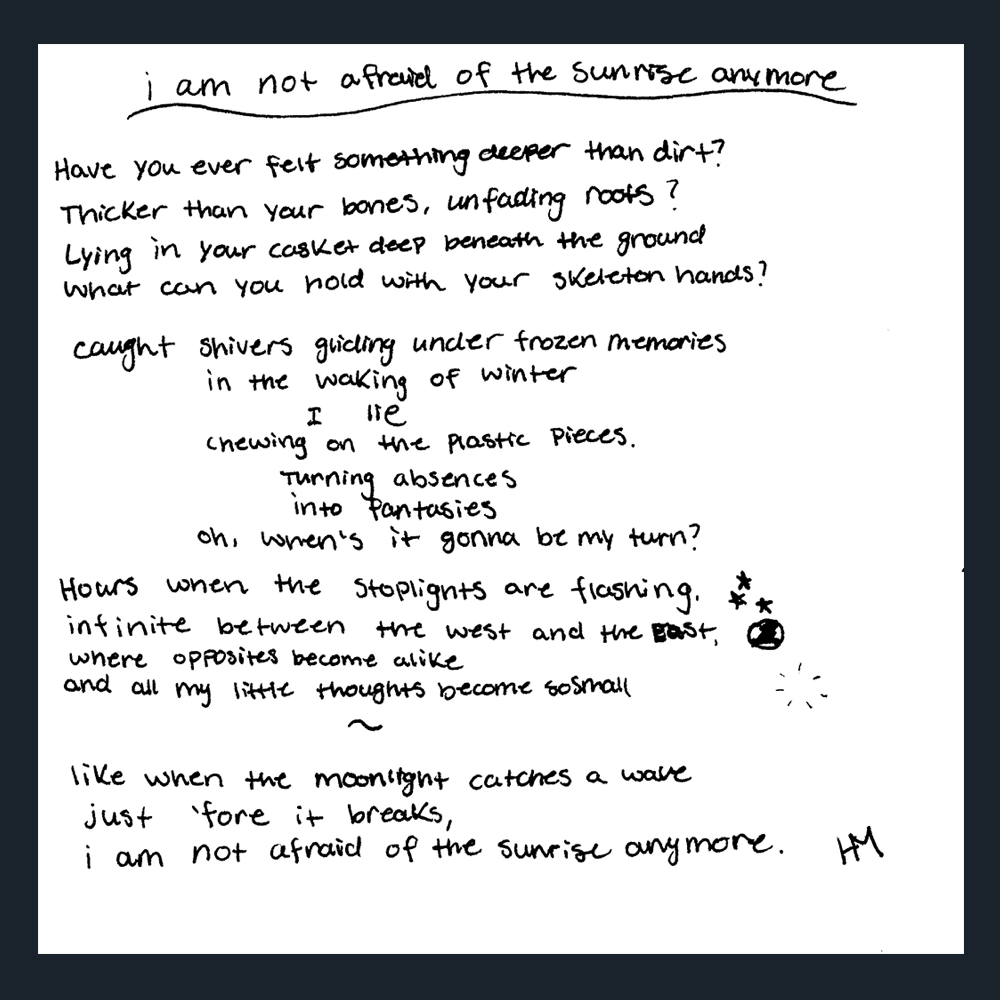 i am not afraid of the sunrise anymore
Have you ever felt something deeper than dirt?
Thicker than your bones, unfading roots?
Lying in your casket deep beneath the ground
What can you hold with your skeleton hands?
caught shivers gliding under frozen memories
in the waking of winter
I lie
chewing on the plastic pieces.
Turning absences
into fantasies
oh, when's it gonna be my turn?
Hours when the stoplights are flashing.
infinite between the west and the east,
where opposites become alike
and all my little thoughts become so small
~
like when the moonlight catches a wave
just 'fore it breaks,
i am not afraid of the sunrise anymore.
HM